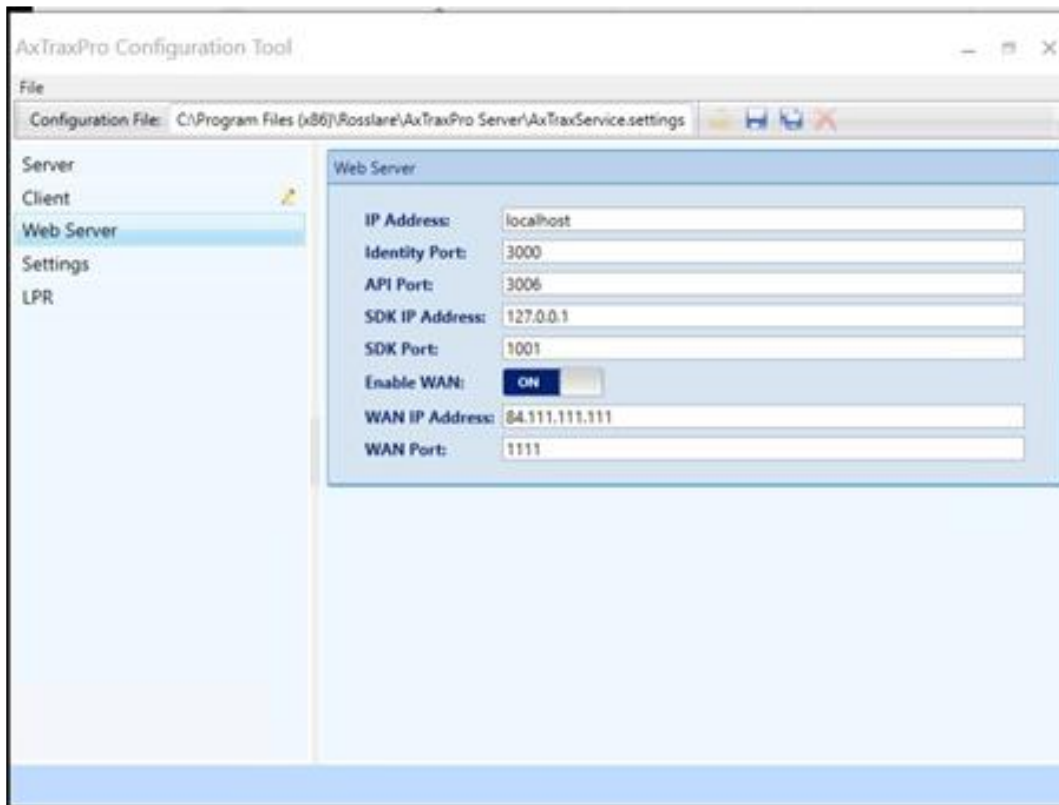 AxTraxPro Configuration Tool
File
Configuration File: C:\Program Files (x86)\Rosslare\AxTraxPro Server\AxTraxService.settings
Server
Client
Web Server
Settings
LPR
Web Server
IP Address: localhost
Identity Port: 3000
API Port: 3006
SDK IP Address: 127.0.0.1
SDK Port: 1001
Enable WAN: ON
WAN IP Address: 84.111.111.111
WAN Port: 1111